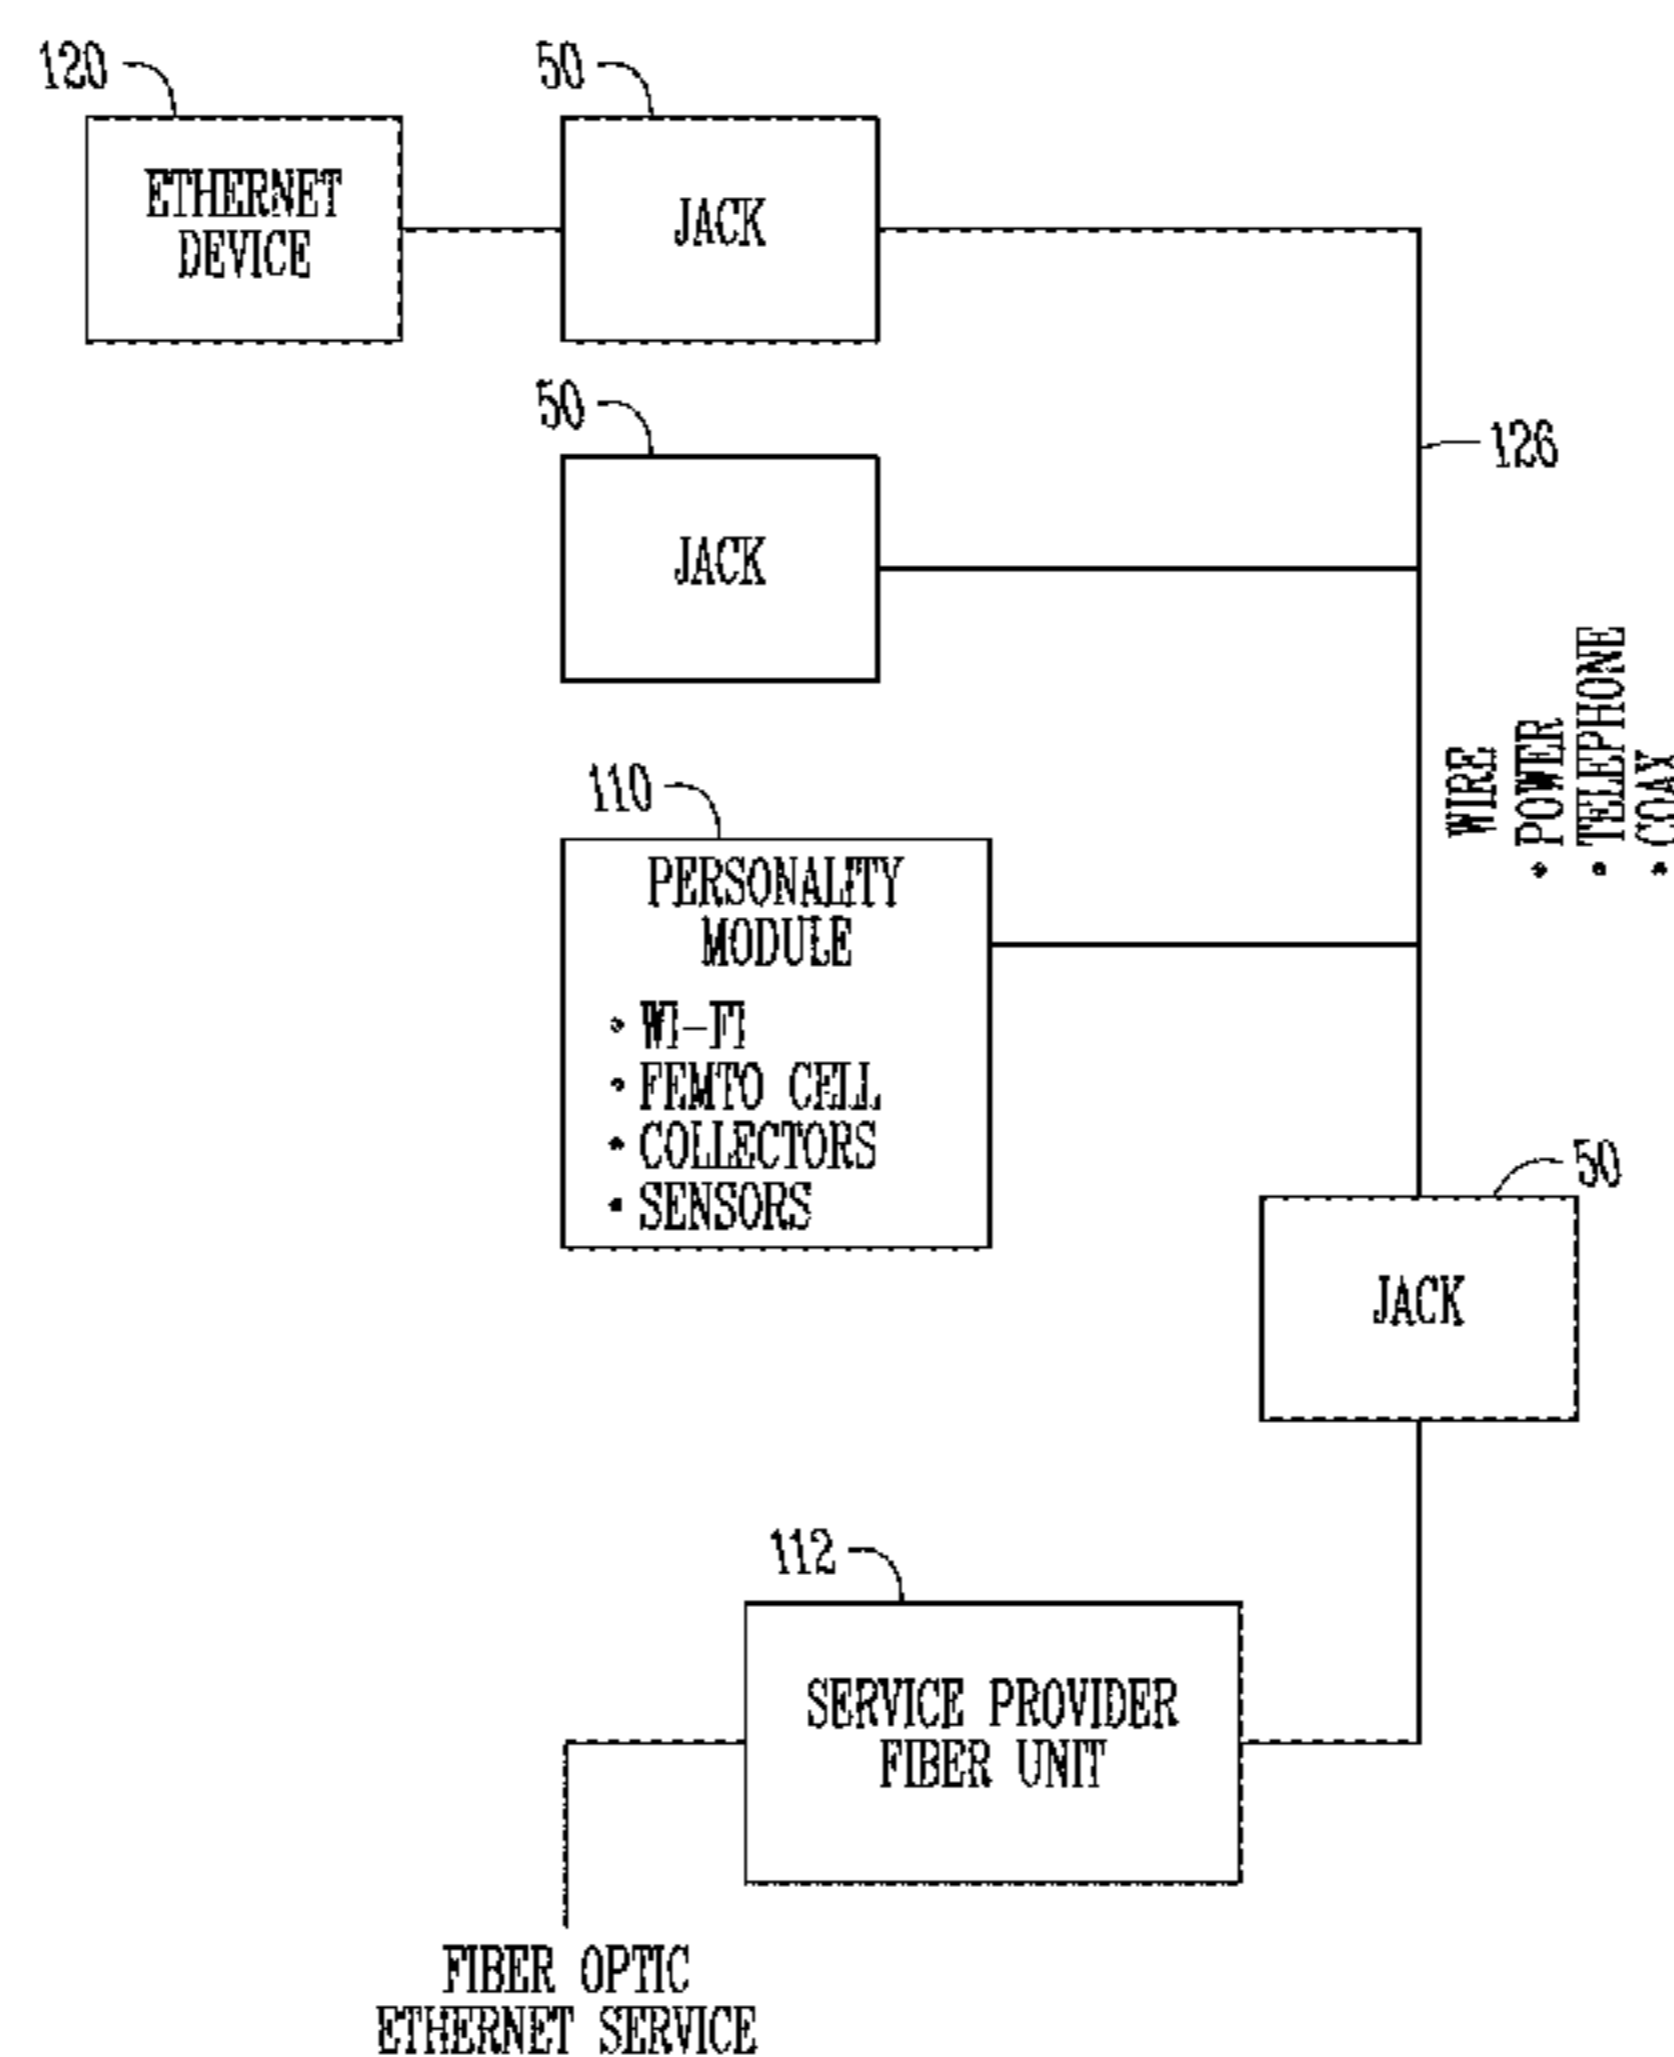 120
50
ETHERNET
DEVICE
JACK
50
JACK
126
WIRE
• POWER
• TELEPHONE
• COAX
110
PERSONALITY
MODULE
• WI-FI
• FEMTO CELL
• COLLECTORS
• SENSORS
50
JACK
112
SERVICE PROVIDER
FIBER UNIT
FIBER OPTIC
ETHERNET SERVICE